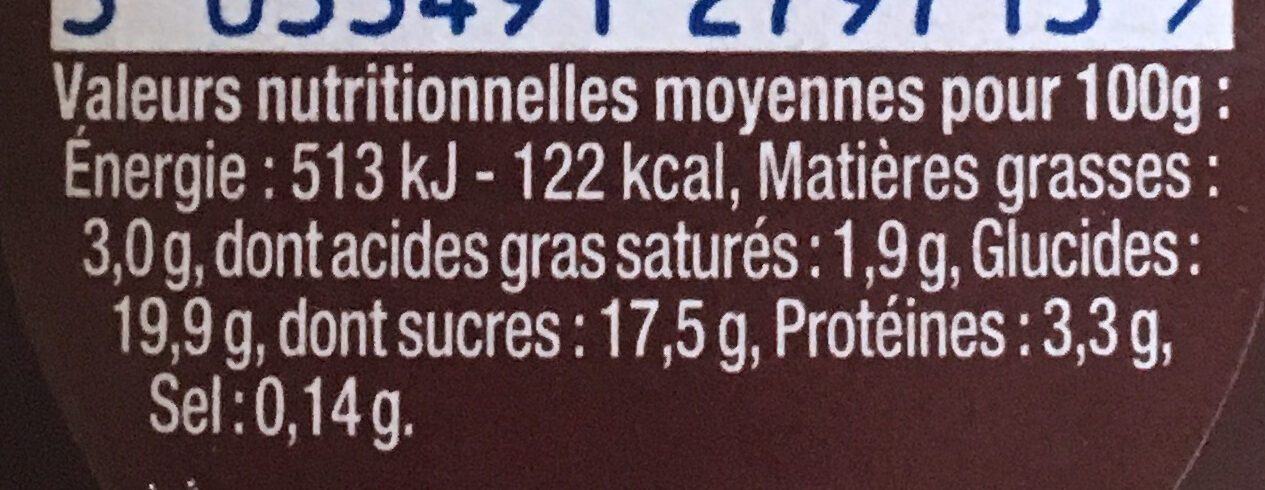 Valeurs nutritionnelles moyennes pour 100g :
Énergie : 513 kJ - 122 kcal, Matières grasses :
3,0 g, dont acides gras saturés : 1,9 g, Glucides :
19,9 g, dont sucres : 17,5 g, Protéines : 3,3 g,
Sel : 0,14 g.